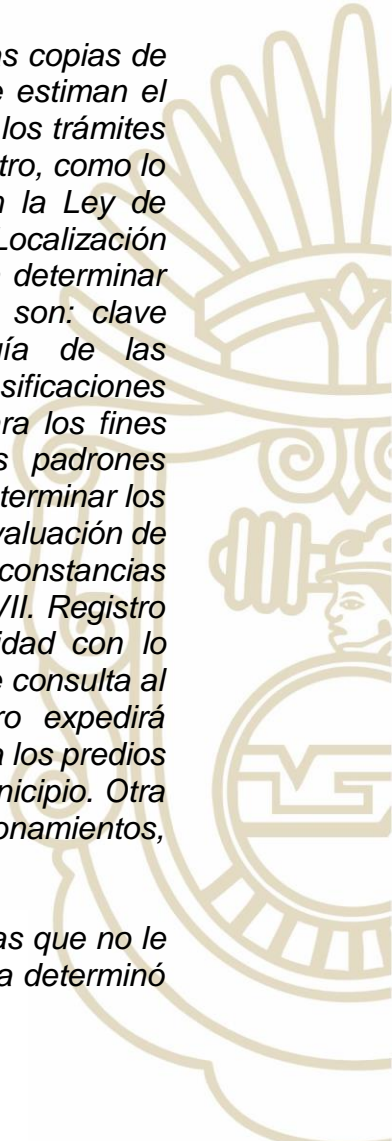 as copias de
e estiman el
los trámites
tro, como lo
n la Ley de
Localización
determinar
son: clave
ía de las
sificaciones
ara los fines
s padrones
terminar los
valuación de
constancias
VII. Registro
idad con lo
e consulta al
ro expedirá
a los predios
nicipio. Otra
onamientos,
as que no le
a determinó